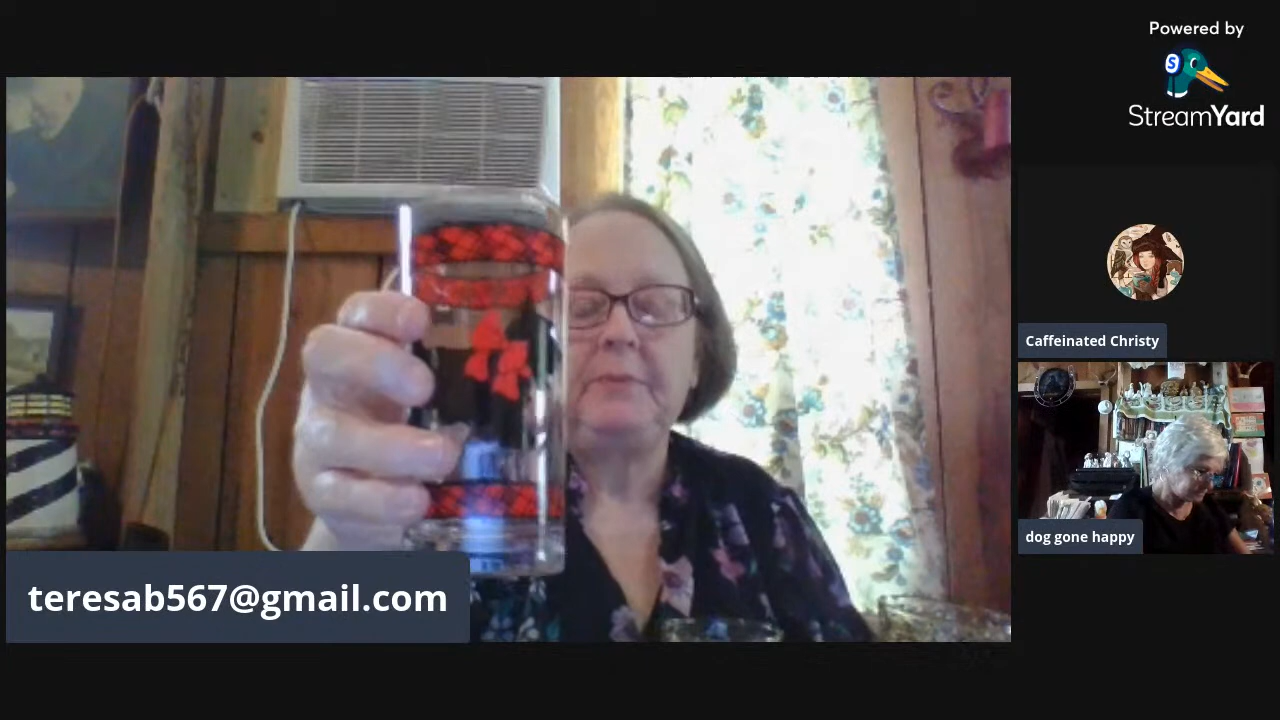 Powered by
S
StreamYard
Caffeinated Christy
dog gone happy
teresab567@gmail.com